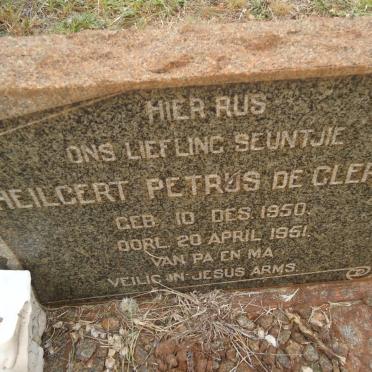 HIER RUS
ONS LIEFLING SEUNTJIE
HEILGERT PETRUS DE CLER
GEB. 10 DES. 1950.
OORL. 20 APRIL 1951.
VAN PA EN MA
VEILIG IN JESUS ARMS